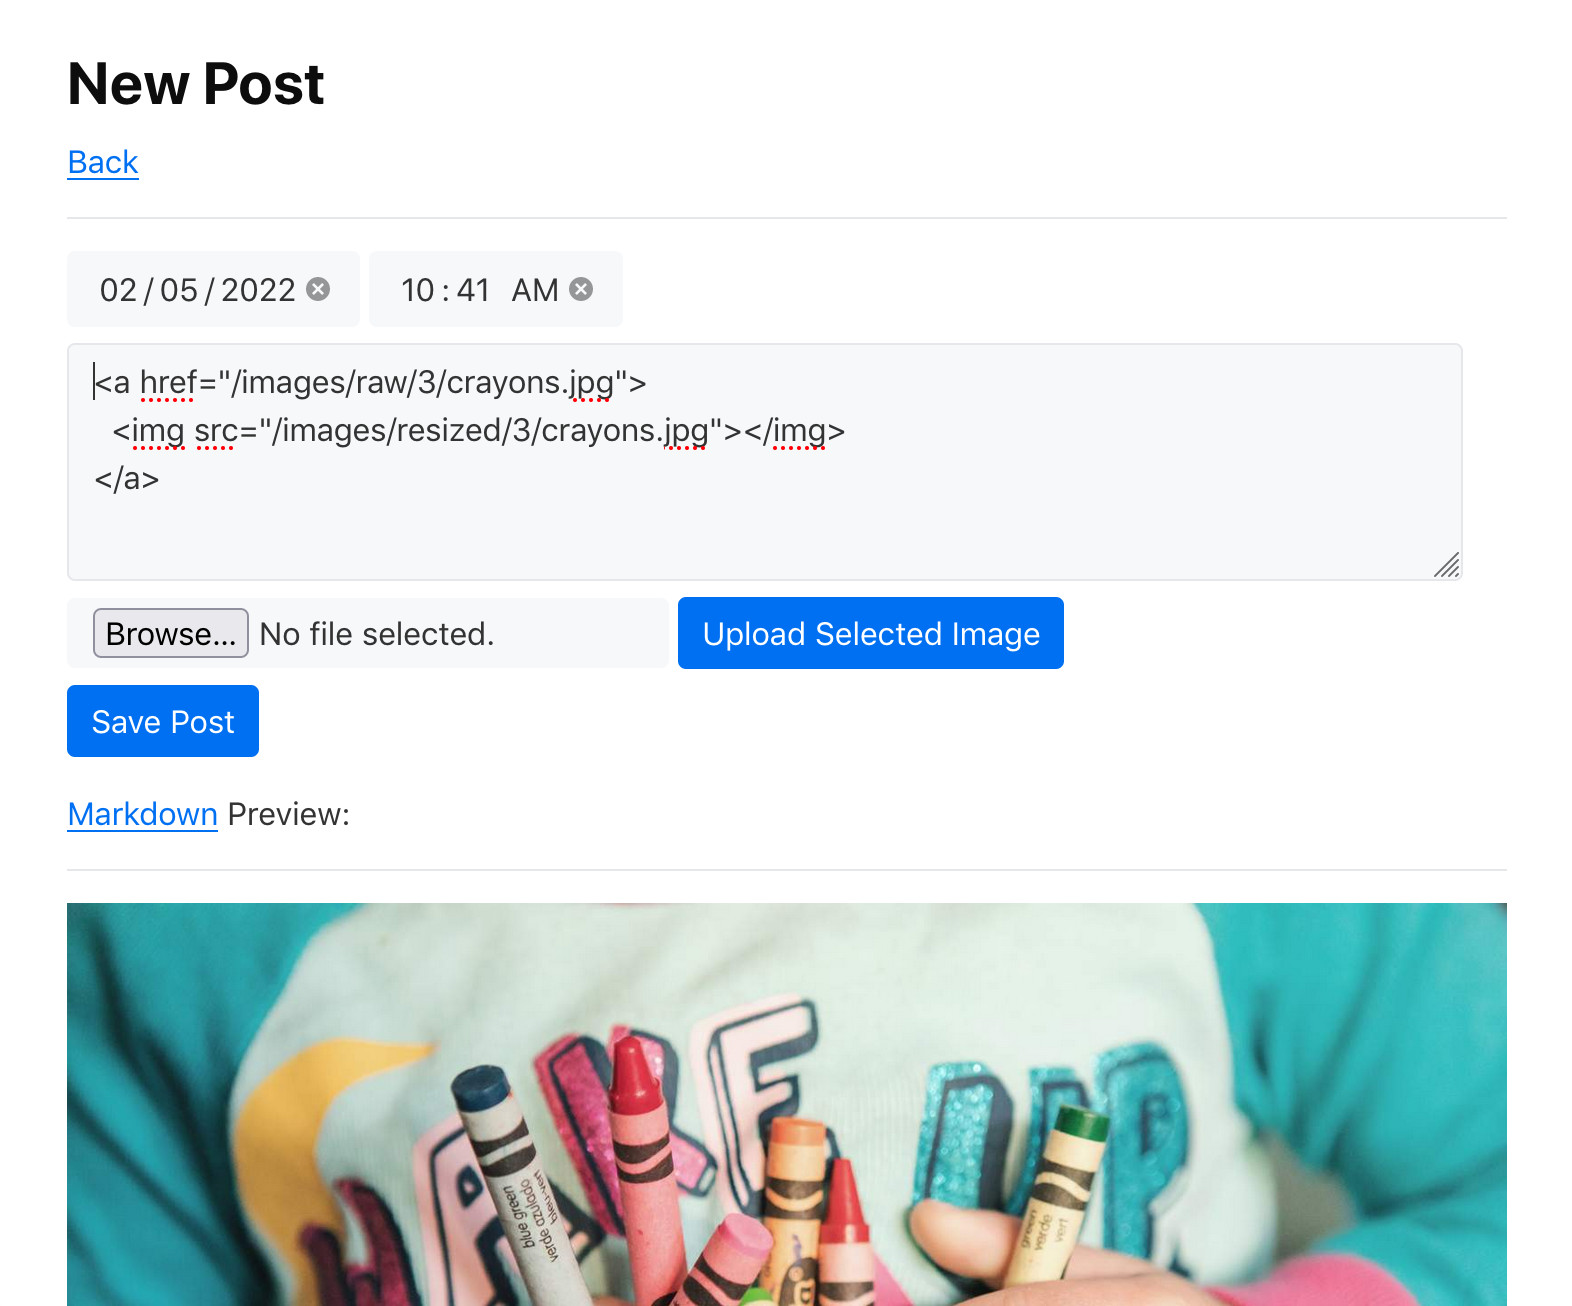 New Post
Back
02/05/2022 10:41 AM
<a href="/images/raw/3/crayons.jpg">
<img src="/images/resized/3/crayons.jpg"></img>
</a>
Browse... No file selected. Upload Selected Image
Save Post
Markdown Preview:
blue green
verde azulado
bleu-vert
green
verde
vert